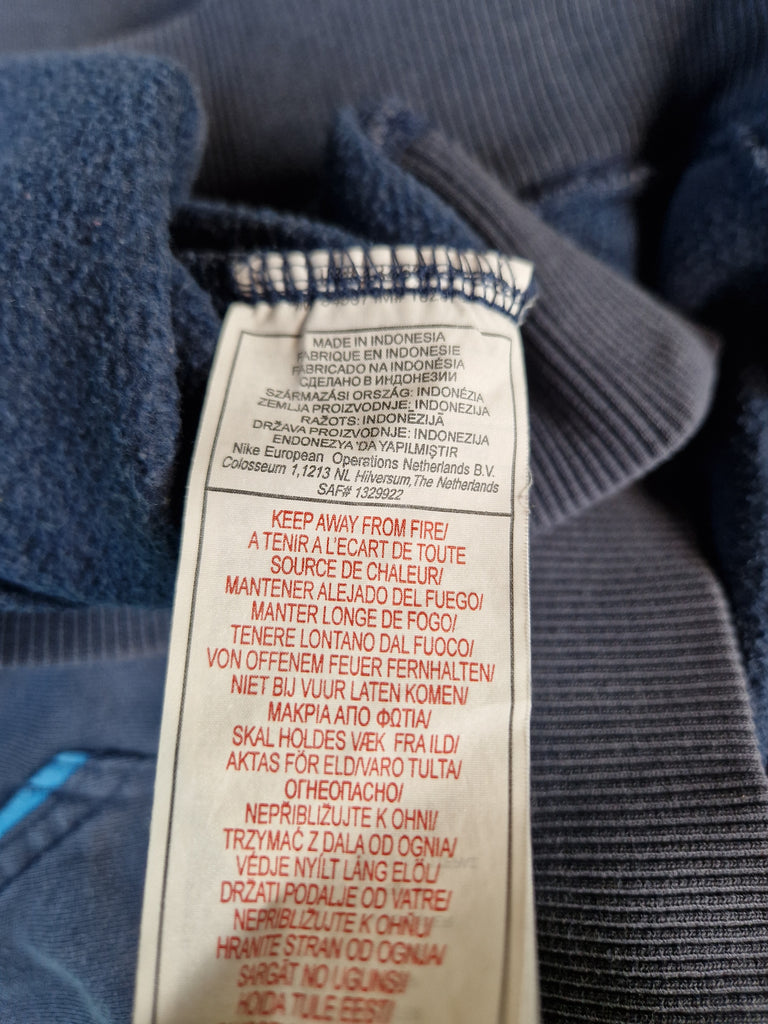 MADE IN INDONESIA
FABRIQUE EN INDONESIE
FABRICADO NA INDONÉSIA
СДЕЛАНО В ИНДОНЕЗИИ
SZÁRMAZÁSI ORSZÁG: INDONÉZIA
ZEMLJA PROIZVODNJE: INDONEZIJA
RAŽOTS: INDONĒZIJĀ
DRŽAVA PROIZVODNJE: INDONEZIJA
ENDONEZYA 'DA YAPILMIŞTIR
Nike European Operations Netherlands B.V.
Colosseum 1,1213 NL Hilversum,The Netherlands
SAF# 1329922
KEEP AWAY FROM FIRE/
A TENIR A L'ECART DE TOUTE
SOURCE DE CHALEUR/
MANTENER ALEJADO DEL FUEGO/
MANTER LONGE DE FOGO/
TENERE LONTANO DAL FUOCO/
VON OFFENEM FEUER FERNHALTEN/
NIET BIJ VUUR LATEN KOMEN/
ΜΑΚΡΙΑ ΑΠΟ ΦΩΤΙΑ/
SKAL HOLDES VÆK FRA ILD/
AKTAS FÖR ELD/VARO TULTA/
ОГНЕОПАСНО/
NEPŘIBLIŽUJTE K OHNI/
TRZYMAĆ Z DALA OD OGNIA/
VÉDJE NYÍLT LÁNG ELŐL/
DRŽATI PODALJE OD VATRE/
NEPRIBLIŽUJTE K OHŇU/
HRANITE STRAN OD OGNJA/
SARGĀT NO UGUNS/
HOIDA TULE EEST/